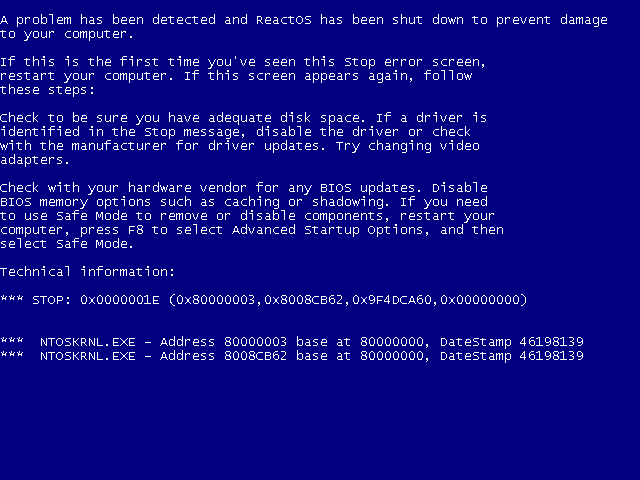 A problem has been detected and ReactOS has been shut down to prevent damage
to your computer.
If this is the first time you've seen this Stop error screen,
restart your computer. If this screen appears again, follow
these steps:
Check to be sure you have adequate disk space. If a driver is
identified in the Stop message, disable the driver or check
with the manufacturer for driver updates. Try changing video
adapters.
Check with your hardware vendor for any BIOS updates. Disable
BIOS memory options such as caching or shadowing. If you need
to use Safe Mode to remove or disable components, restart your
computer, press F8 to select Advanced Startup Options, and then
select Safe Mode.
Technical information:
*** STOP: 0x0000001E (0x80000003,0x8008CB62,0x9F4DCA60,0x00000000)
***  NTOSKRNL.EXE - Address 80000003 base at 80000000, DateStamp 46198139
***  NTOSKRNL.EXE - Address 8008CB62 base at 80000000, DateStamp 46198139